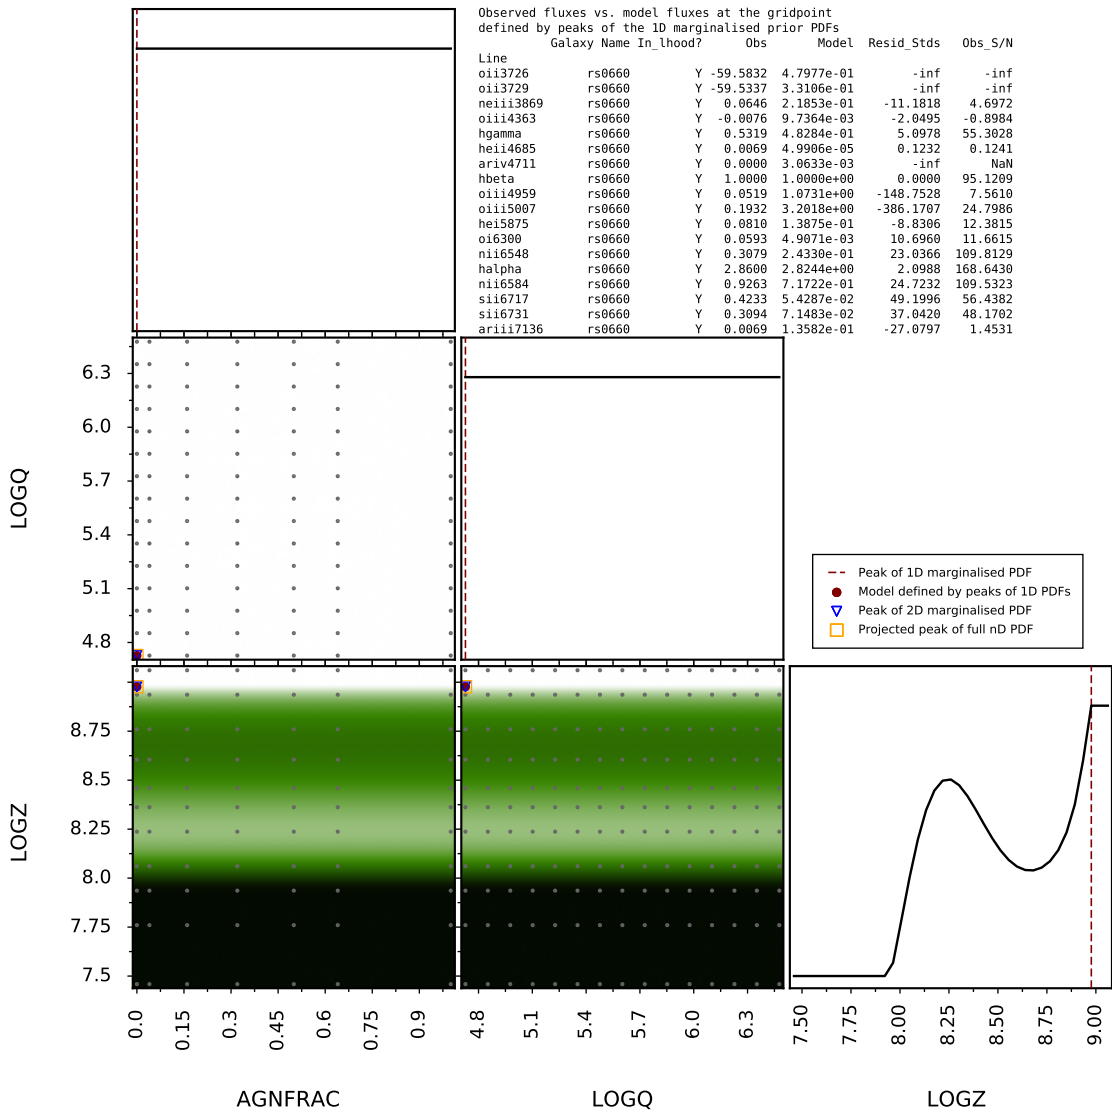 Observed fluxes vs. model fluxes at the gridpoint
defined by peaks of the 1D marginalised prior PDFs
Galaxy Name In_lhood? Obs Model Resid_Stds Obs_S/N
Line
oii3726 rs0660 Y -59.5832 4.7977e-01 -inf -inf
oii3729 rs0660 Y -59.5337 3.3106e-01 -inf -inf
neiii3869 rs0660 Y 0.0646 2.1853e-01 -11.1818 4.6972
oiii4363 rs0660 Y -0.0076 9.7364e-03 -2.0495 -0.8984
hgamma rs0660 Y 0.5319 4.8284e-01 5.0978 55.3028
heii4685 rs0660 Y 0.0069 4.9906e-05 0.1232 0.1241
ariv4711 rs0660 Y 0.0000 3.0633e-03 -inf NaN
hbeta rs0660 Y 1.0000 1.0000e+00 0.0000 95.1209
oiii4959 rs0660 Y 0.0519 1.0731e+00 -148.7528 7.5610
oiii5007 rs0660 Y 0.1932 3.2018e+00 -386.1707 24.7986
hei5875 rs0660 Y 0.0810 1.3875e-01 -8.8306 12.3815
oi6300 rs0660 Y 0.0593 4.9071e-03 10.6960 11.6615
nii6548 rs0660 Y 0.3079 2.4330e-01 23.0366 109.8129
halpha rs0660 Y 2.8600 2.8244e+00 2.0988 168.6430
nii6584 rs0660 Y 0.9263 7.1722e-01 24.7232 109.5323
sii6717 rs0660 Y 0.4233 5.4287e-02 49.1996 56.4382
sii6731 rs0660 Y 0.3094 7.1483e-02 37.0420 48.1702
ariii7136 rs0660 Y 0.0069 1.3582e-01 -27.0797 1.4531
LOGQ
6.3
6.0
5.7
5.4
5.1
4.8
Peak of 1D marginalised PDF
Model defined by peaks of 1D PDFs
Peak of 2D marginalised PDF
Projected peak of full nD PDF
LOGZ
8.75
8.5
8.25
8.0
7.75
7.5
0.0 0.15 0.3 0.45 0.6 0.75 0.9
4.8 5.1 5.4 5.7 6.0 6.3
7.50 7.75 8.00 8.25 8.50 8.75 9.00
AGNFRAC LOGQ LOGZ